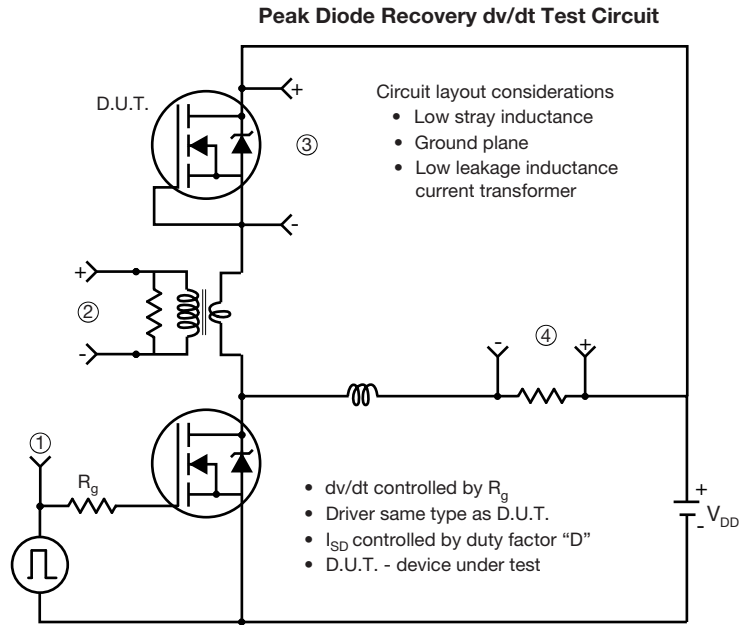 Peak Diode Recovery dv/dt Test Circuit
D.U.T.
+
③
-
Circuit layout considerations
• Low stray inductance
• Ground plane
• Low leakage inductance
current transformer
+
②
-
-
④
+
①
Rg
• dv/dt controlled by Rg
• Driver same type as D.U.T.
• ISD controlled by duty factor “D”
• D.U.T. - device under test
+
-
VDD